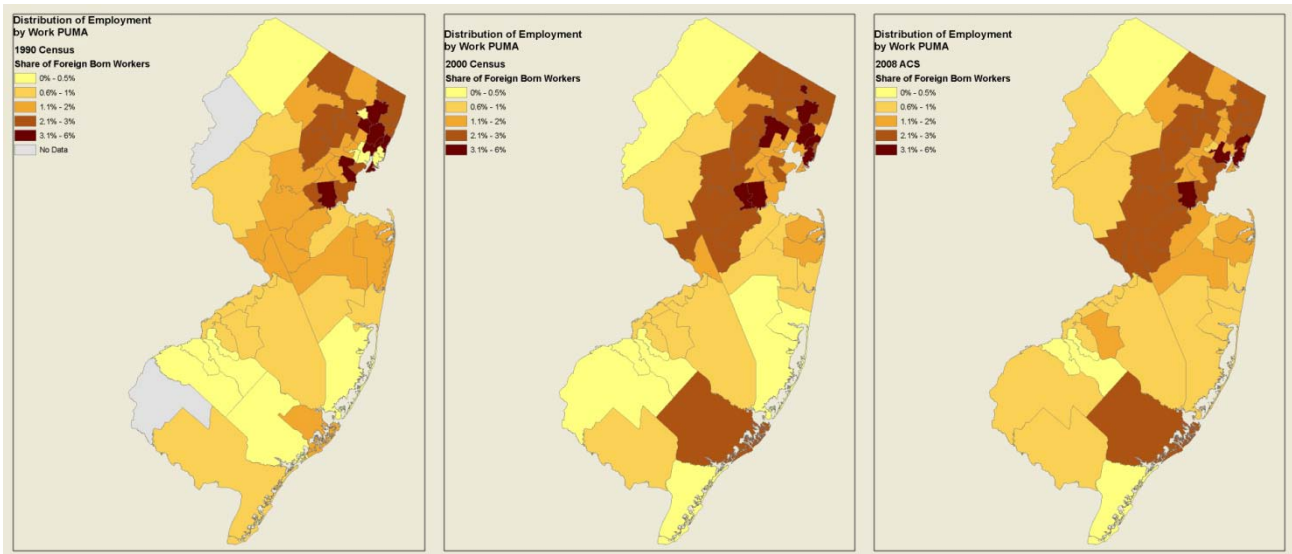 Distribution of Employment
by Work PUMA
1990 Census
Share of Foreign Born Workers
0% - 0.5%
0.6% - 1%
1.1% - 2%
2.1% - 3%
3.1% - 6%
No Data
Distribution of Employment
by Work PUMA
2000 Census
Share of Foreign Born Workers
0% - 0.5%
0.6% - 1%
1.1% - 2%
2.1% - 3%
3.1% - 6%
Distribution of Employment
by Work PUMA
2008 ACS
Share of Foreign Born Workers
0% - 0.5%
0.6% - 1%
1.1% - 2%
2.1% - 3%
3.1% - 6%